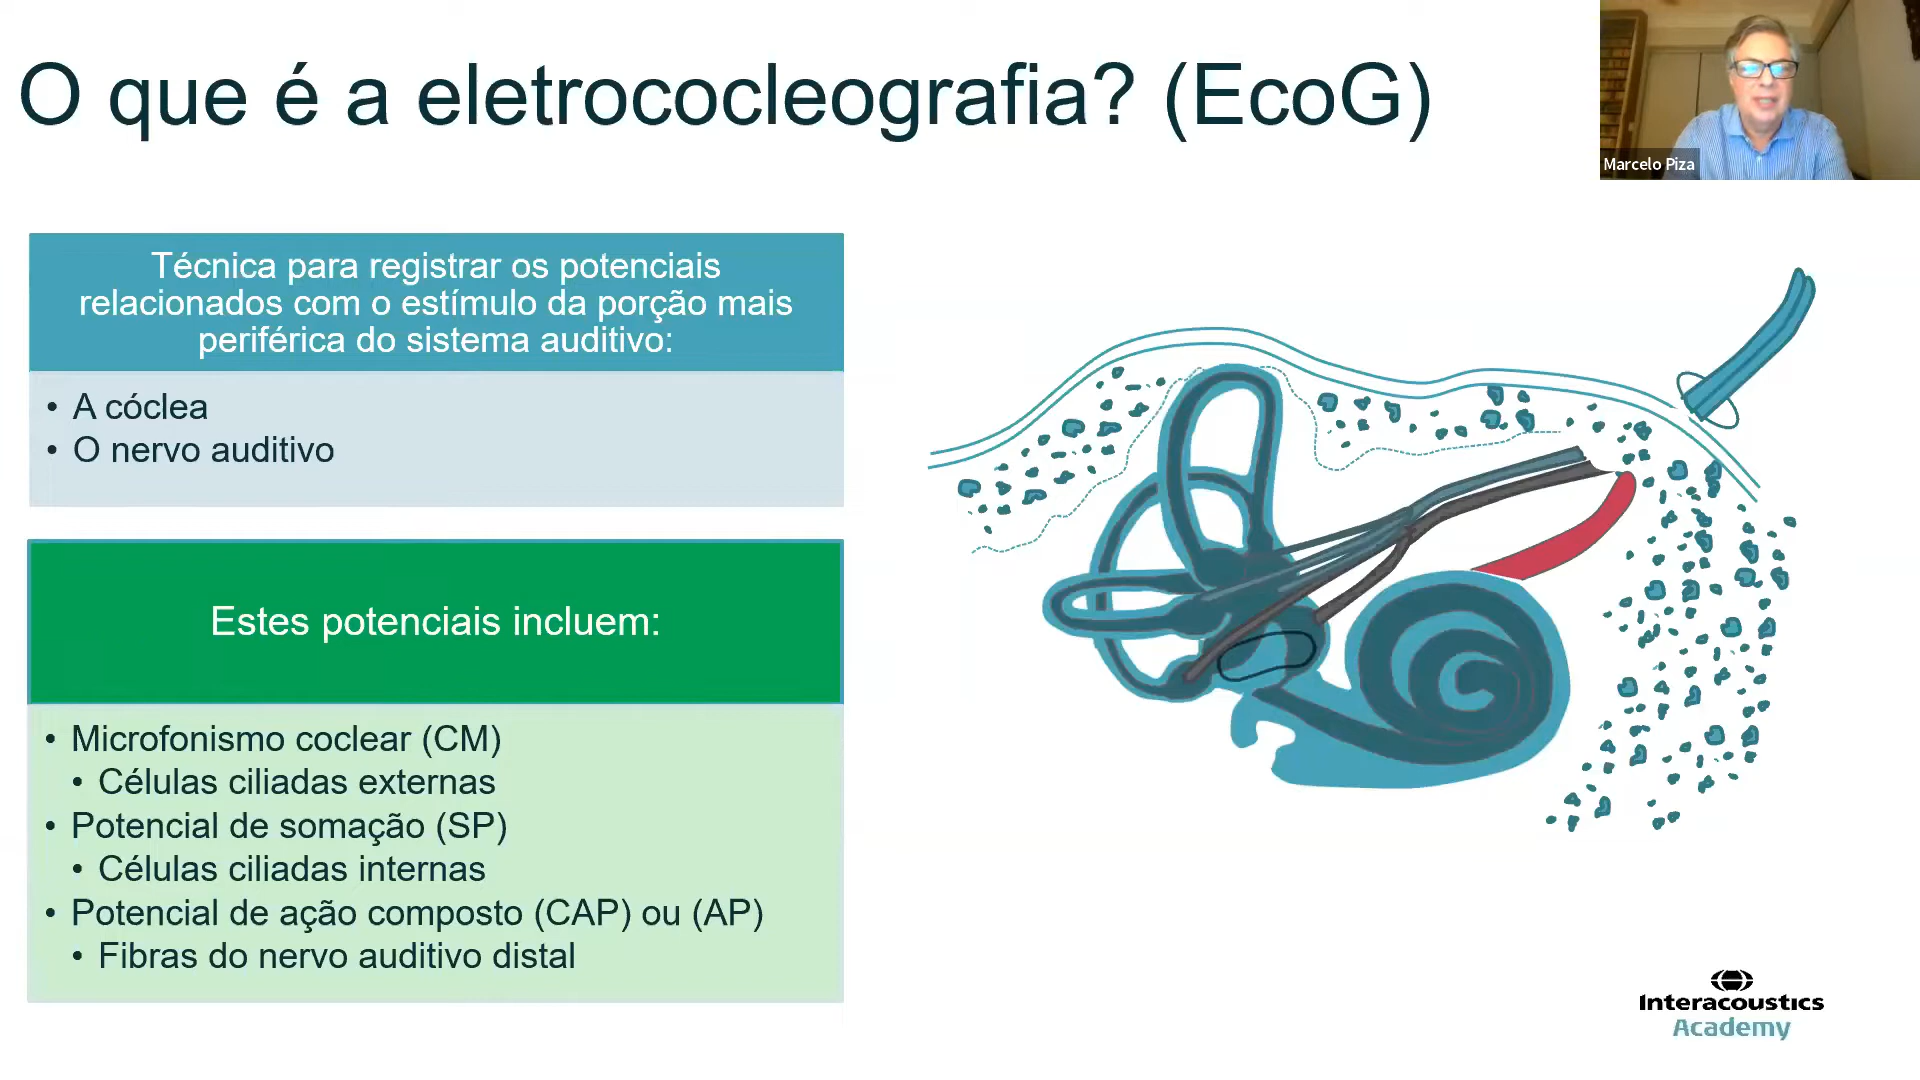 O que é a eletrococleografia? (EcoG)
Marcelo Piza
Técnica para registrar os potenciais
relacionados com o estímulo da porção mais
periférica do sistema auditivo:
• A cóclea
• O nervo auditivo
Estes potenciais incluem:
• Microfonismo coclear (CM)
• Células ciliadas externas
• Potencial de somação (SP)
• Células ciliadas internas
• Potencial de ação composto (CAP) ou (AP)
• Fibras do nervo auditivo distal
Interacoustics
Academy